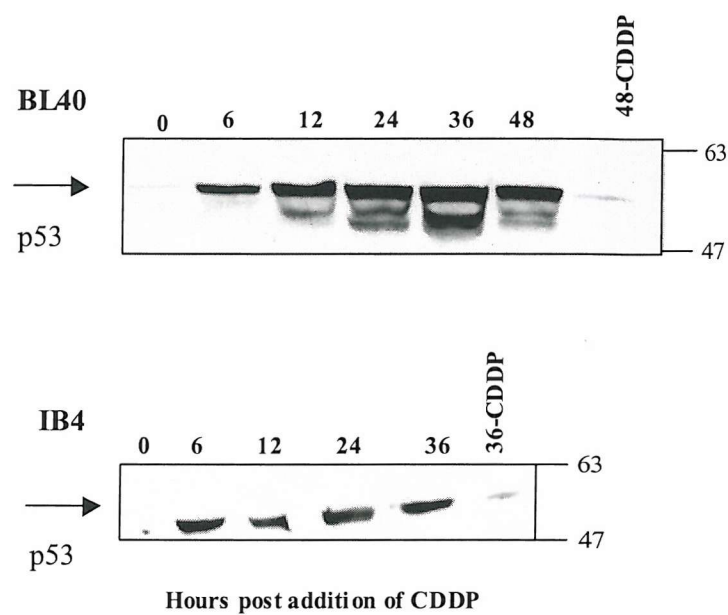 48-CDDP
BL40
0 6 12 24 36 48
63
p53
47
36-CDDP
IB4
0 6 12 24 36
63
p53
47
Hours post addition of CDDP